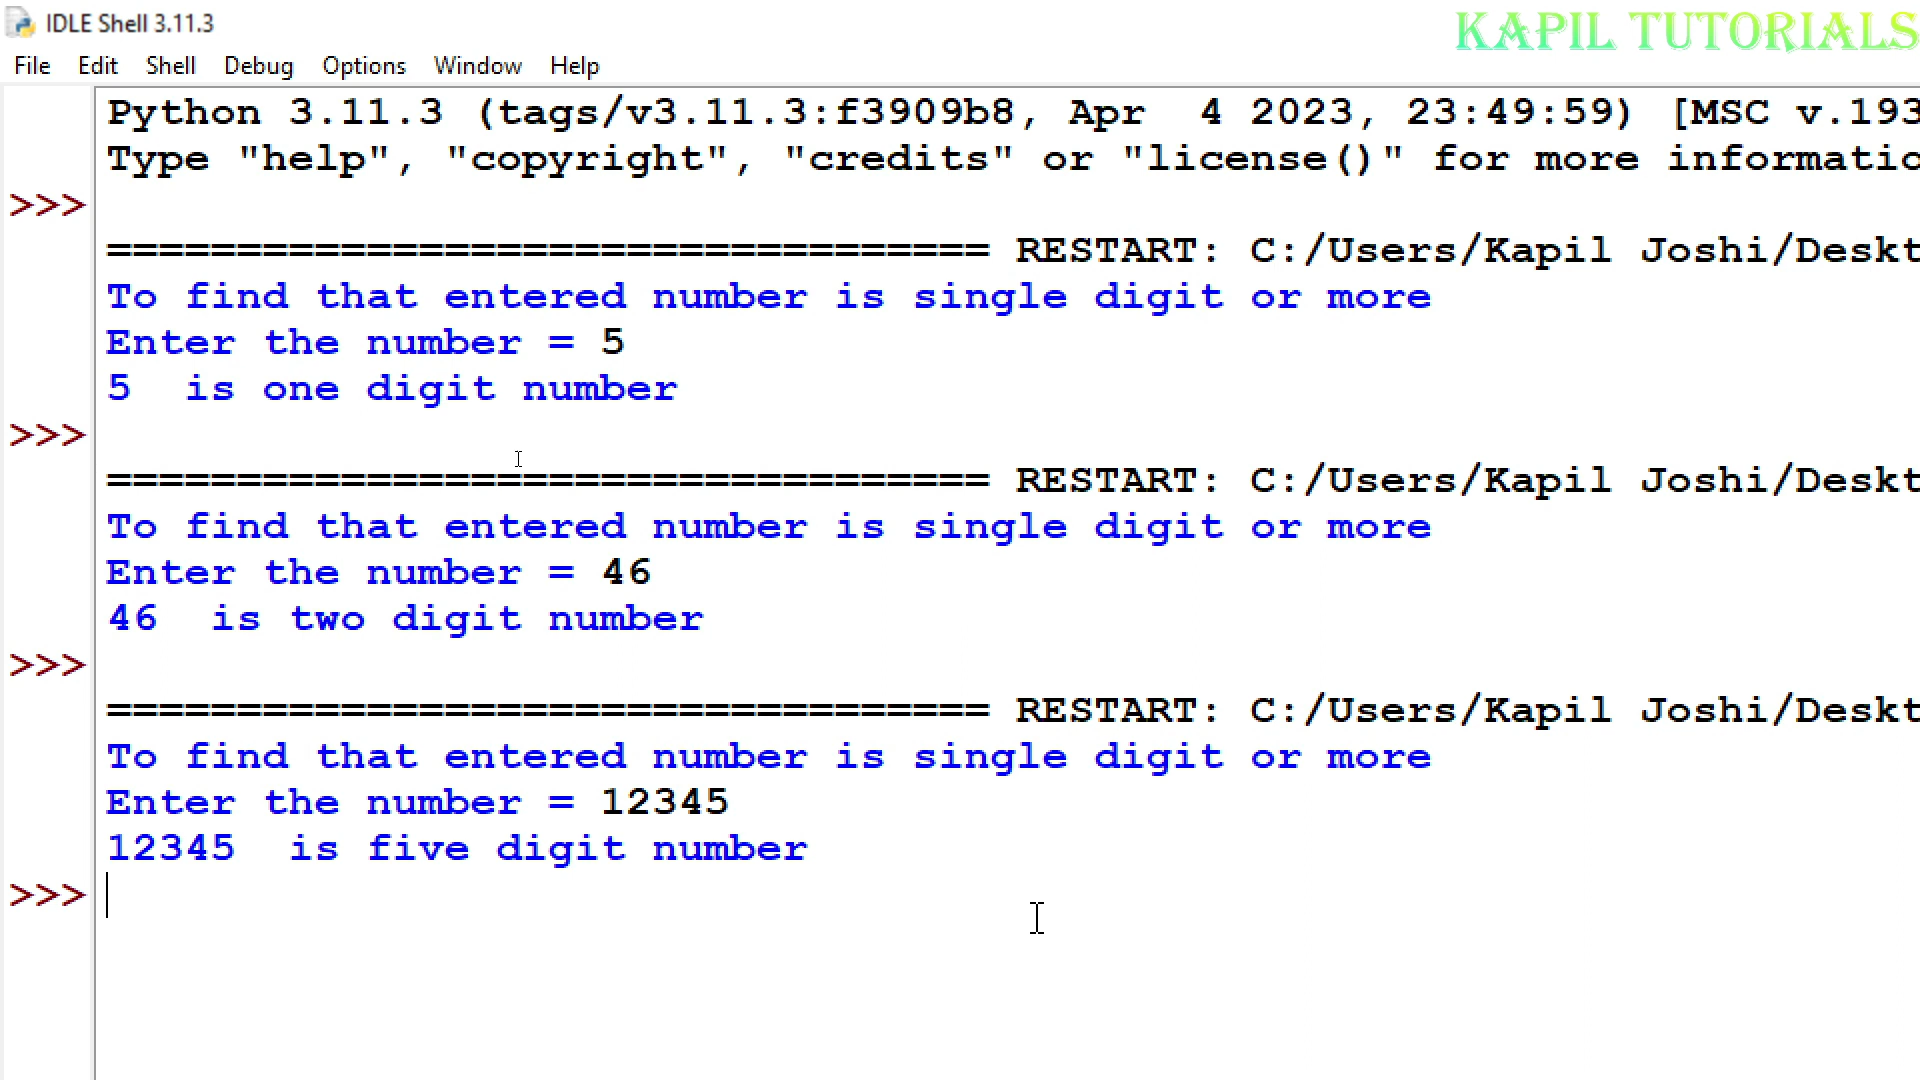 IDLE Shell 3.11.3
KAPIL TUTORIALS
File Edit Shell Debug Options Window Help
Python 3.11.3 (tags/v3.11.3:f3909b8, Apr  4 2023, 23:49:59) [MSC v.193
Type "help", "copyright", "credits" or "license()" for more informatic
>>>
================================== RESTART: C:/Users/Kapil Joshi/Deskt
To find that entered number is single digit or more
Enter the number = 5
5  is one digit number
>>>
================================== RESTART: C:/Users/Kapil Joshi/Deskt
To find that entered number is single digit or more
Enter the number = 46
46  is two digit number
>>>
================================== RESTART: C:/Users/Kapil Joshi/Deskt
To find that entered number is single digit or more
Enter the number = 12345
12345  is five digit number
>>>